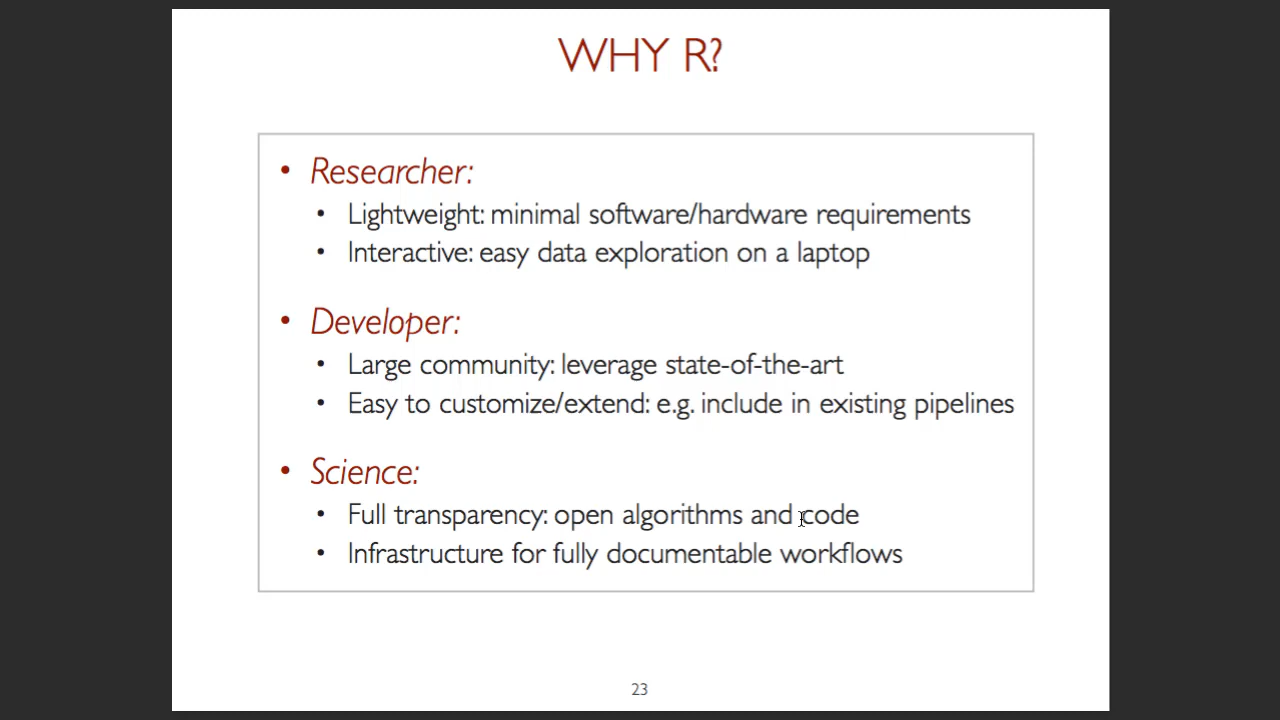 WHY R?
• Researcher:
• Lightweight: minimal software/hardware requirements
• Interactive: easy data exploration on a laptop
• Developer:
• Large community: leverage state-of-the-art
• Easy to customize/extend: e.g. include in existing pipelines
• Science:
• Full transparency: open algorithms and code
• Infrastructure for fully documentable workflows
23